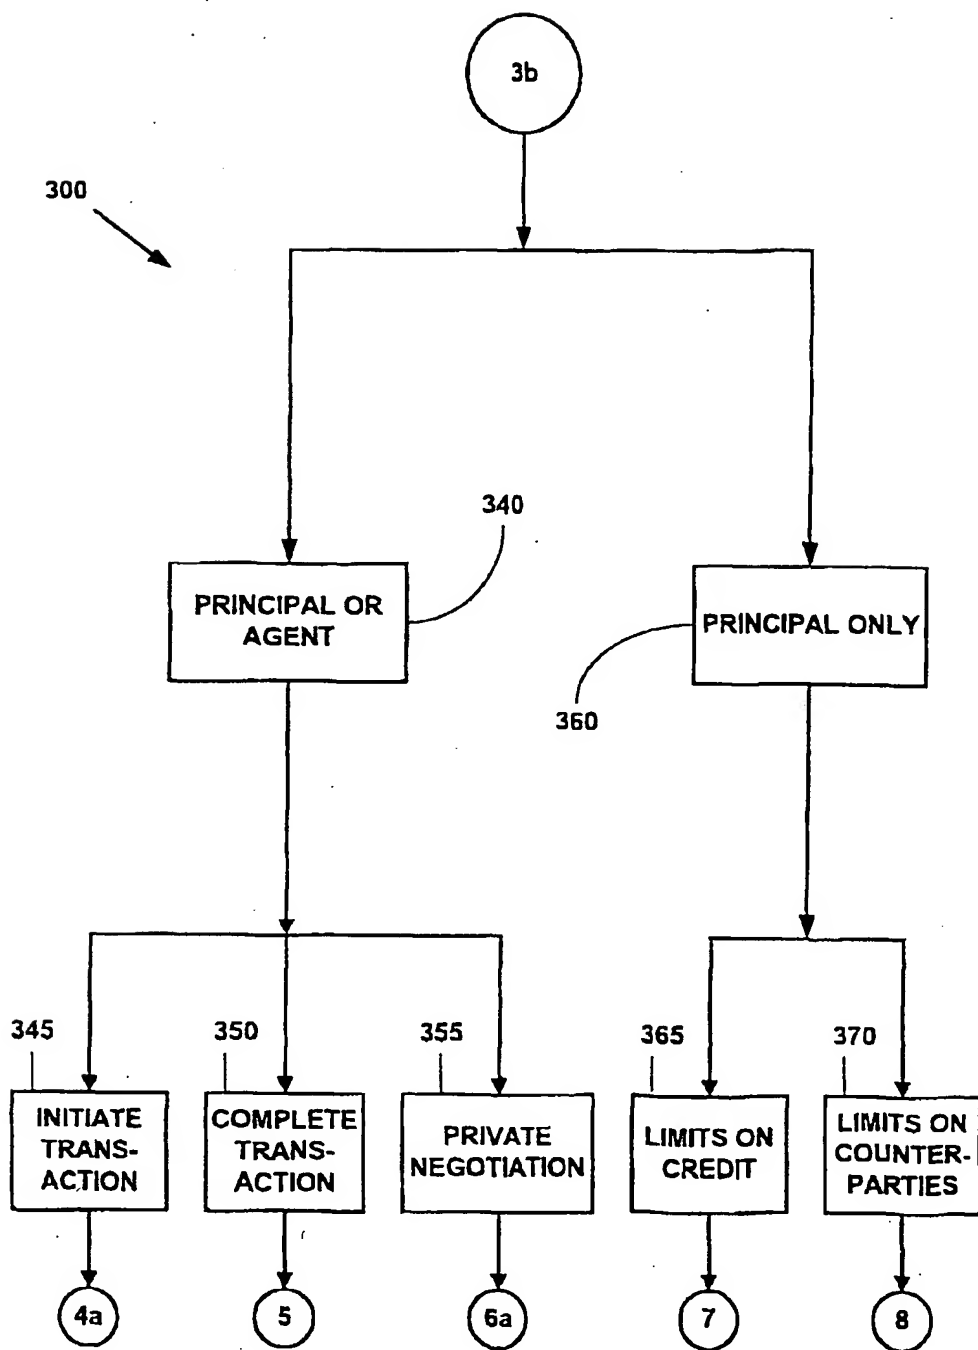 3b
300
340
PRINCIPAL OR
AGENT
PRINCIPAL ONLY
360
345
350
355
365
370
INITIATE
TRANS-
ACTION
COMPLETE
TRANS-
ACTION
PRIVATE
NEGOTIATION
LIMITS ON
CREDIT
LIMITS ON
COUNTER-
PARTIES
4a
5
6a
7
8